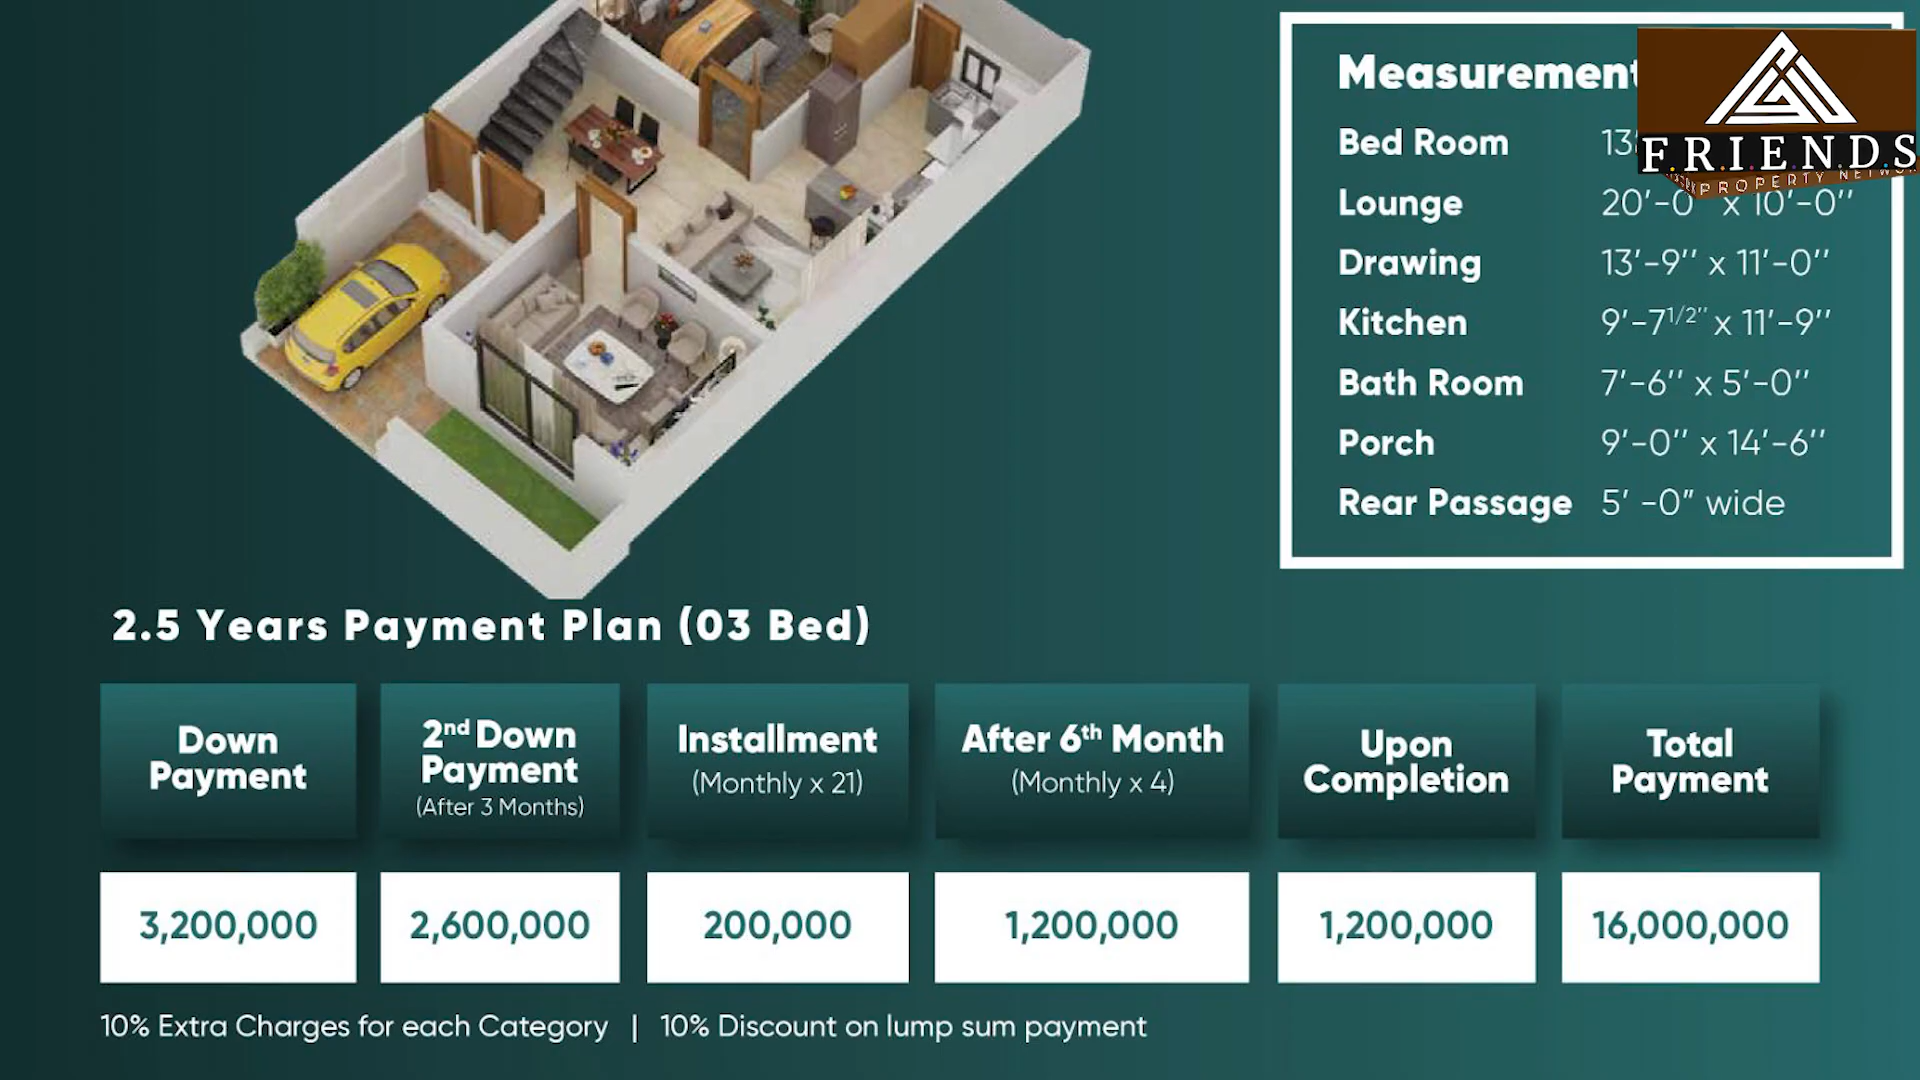 Measurement
Bed Room 13'
Lounge 20'-0'' x 10'-0''
Drawing 13'-9'' x 11'-0''
Kitchen 9'-7 1/2'' x 11'-9''
Bath Room 7'-6'' x 5'-0''
Porch 9'-0'' x 14'-6''
Rear Passage 5' -0" wide
F.R.I.E.N.D.S
PROPERTY NETWOR
2.5 Years Payment Plan (03 Bed)
Down
Payment
2nd Down
Payment
(After 3 Months)
Installment
(Monthly x 21)
After 6th Month
(Monthly x 4)
Upon
Completion
Total
Payment
3,200,000 2,600,000 200,000 1,200,000 1,200,000 16,000,000
10% Extra Charges for each Category | 10% Discount on lump sum payment